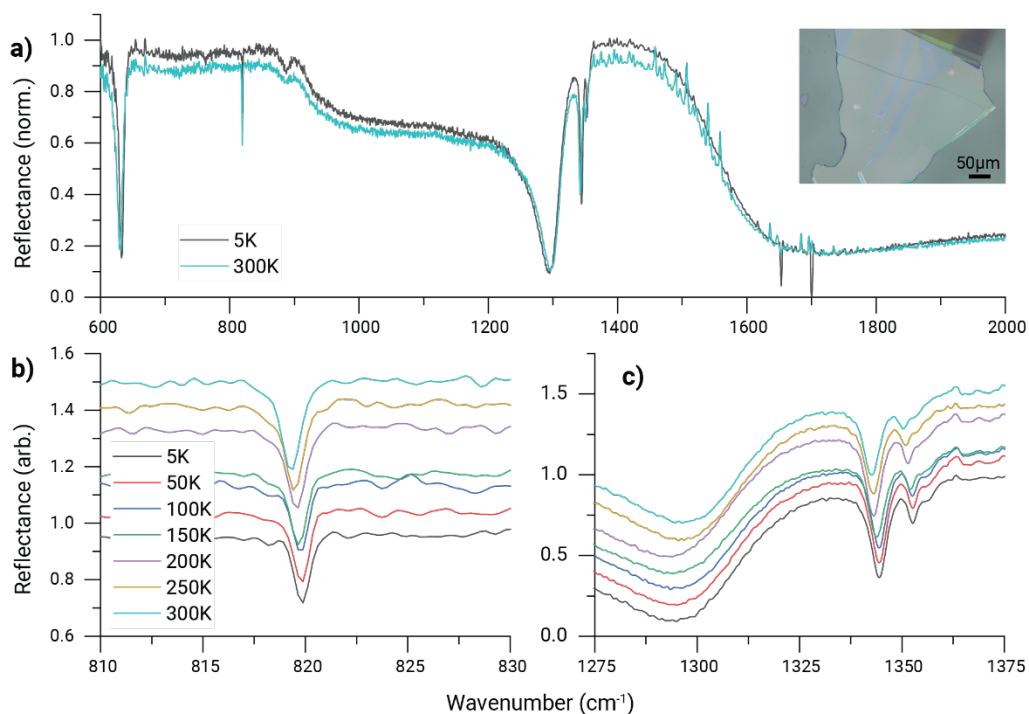 a)
Reflectance (norm.)
1.0
0.8
0.6
0.4
0.2
0.0
5K
300K
50µm
600 800 1000 1200 1400 1600 1800 2000
b)
Reflectance (arb.)
1.6
1.4
1.2
1.0
0.8
0.6
5K
50K
100K
150K
200K
250K
300K
810 815 820 825 830
c)
1.5
1.0
0.5
0.0
1275 1300 1325 1350 1375
Wavenumber (cm⁻¹)